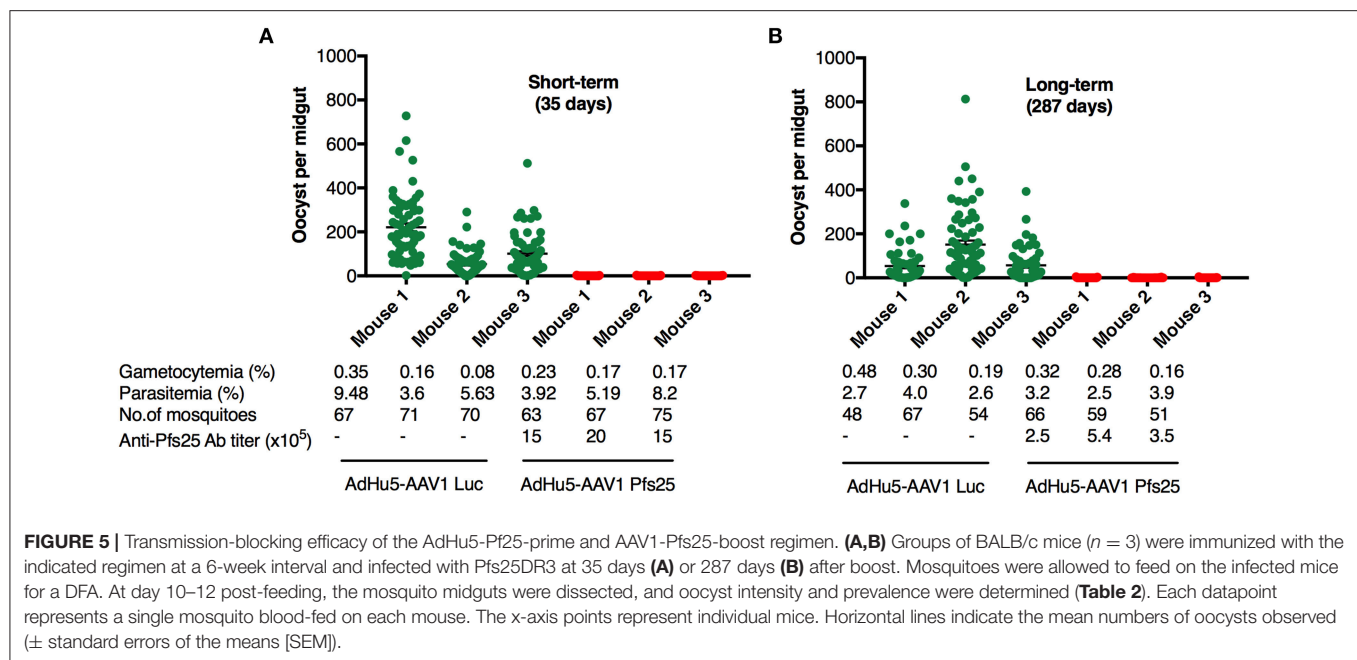 A
1000
800
600
400
200
0
Oocyst per midgut
Short-term
(35 days)
Mouse 1
Mouse 2
Mouse 3
Mouse 1
Mouse 2
Mouse 3
B
1000
800
600
400
200
0
Oocyst per midgut
Long-term
(287 days)
Mouse 1
Mouse 2
Mouse 3
Mouse 1
Mouse 2
Mouse 3
Gametocytemia (%) 0.35 0.16 0.08 0.23 0.17 0.17 0.48 0.30 0.19 0.32 0.28 0.16
Parasitemia (%) 9.48 3.6 5.63 3.92 5.19 8.2 2.7 4.0 2.6 3.2 2.5 3.9
No.of mosquitoes 67 71 70 63 67 75 48 67 54 66 59 51
Anti-Pfs25 Ab titer (x10⁵) - - - 15 20 15 - - - 2.5 5.4 3.5
AdHu5-AAV1 Luc AdHu5-AAV1 Pfs25 AdHu5-AAV1 Luc AdHu5-AAV1 Pfs25
FIGURE 5 | Transmission-blocking efficacy of the AdHu5-Pf25-prime and AAV1-Pfs25-boost regimen. (A,B) Groups of BALB/c mice (n = 3) were immunized with the
indicated regimen at a 6-week interval and infected with Pfs25DR3 at 35 days (A) or 287 days (B) after boost. Mosquitoes were allowed to feed on the infected mice
for a DFA. At day 10–12 post-feeding, the mosquito midguts were dissected, and oocyst intensity and prevalence were determined (Table 2). Each datapoint
represents a single mosquito blood-fed on each mouse. The x-axis points represent individual mice. Horizontal lines indicate the mean numbers of oocysts observed
(± standard errors of the means [SEM]).